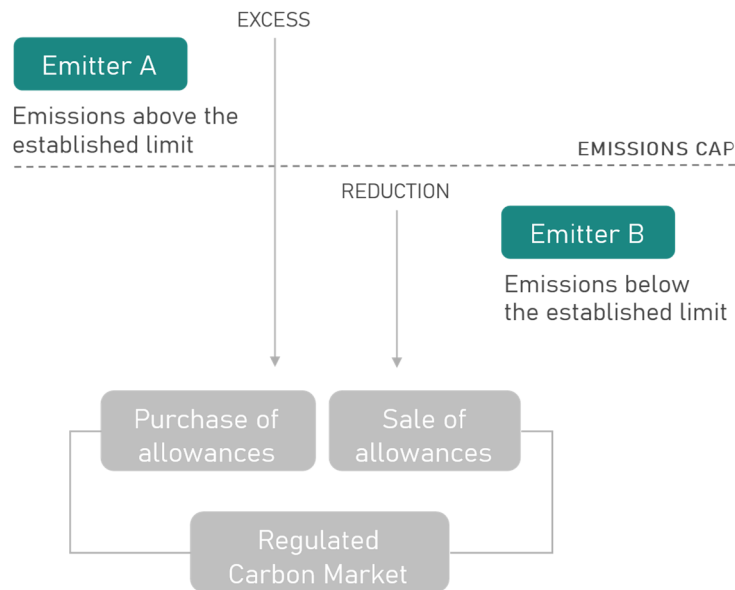 EXCESS
Emitter A
Emissions above the
established limit
EMISSIONS CAP
REDUCTION
Emitter B
Emissions below
the established limit
Purchase of
allowances
Sale of
allowances
Regulated
Carbon Market